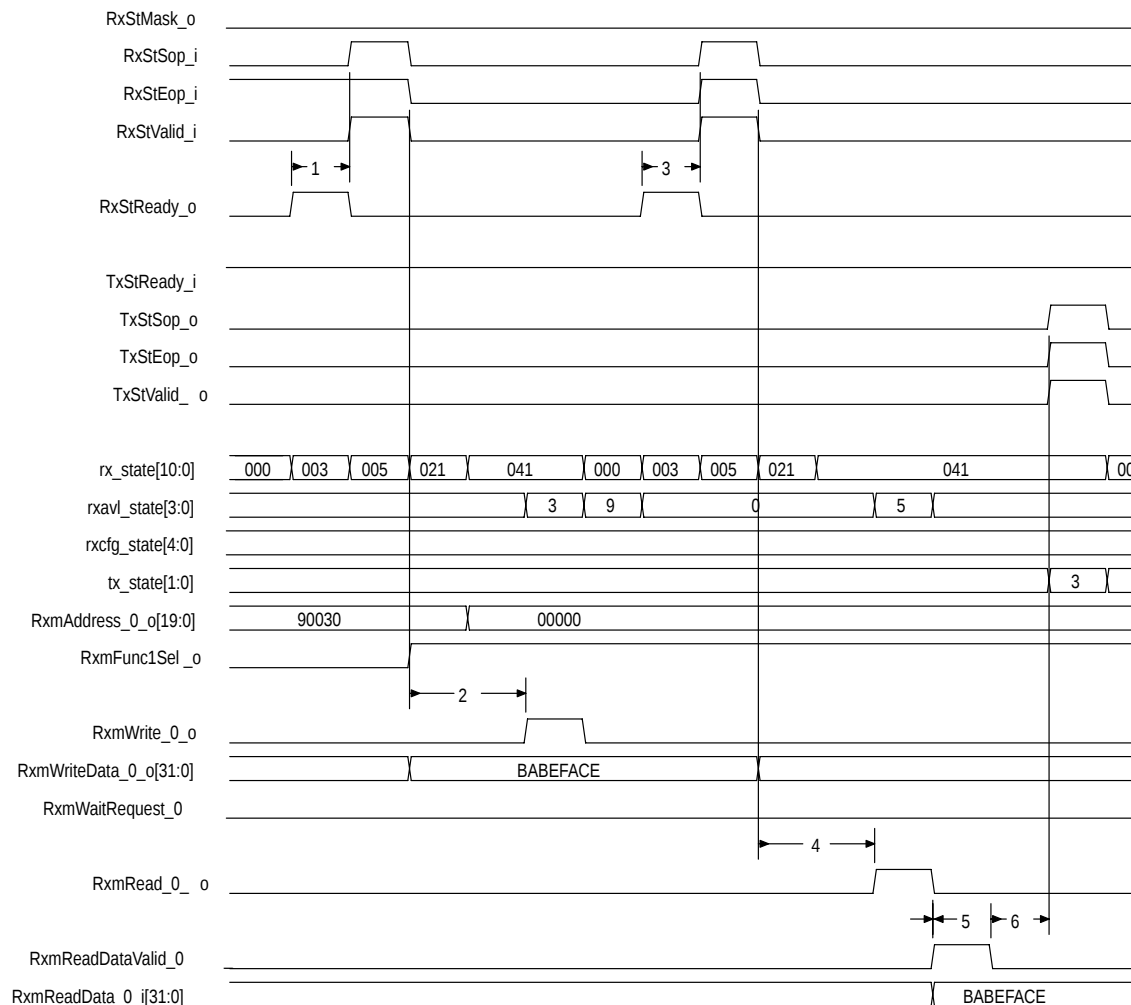 RxStMask_o
RxStSop_i
RxStEop_i
RxStValid_i
1 3
RxStReady_o
TxStReady_i
TxStSop_o
TxStEop_o
TxStValid_ o
rx_state[10:0] 000 003 005 021 041 000 003 005 021 041
rxavl_state[3:0] 3 9 0 5
rxcfg_state[4:0]
tx_state[1:0] 3
RxmAddress_0_o[19:0] 90030 00000
RxmFunc1Sel _o
2
RxmWrite_0_o
RxmWriteData_0_o[31:0] BABEFACE
RxmWaitRequest_0
4
RxmRead_0_ o
5 6
RxmReadDataValid_0
RxmReadData_0_i[31:0] BABEFACE